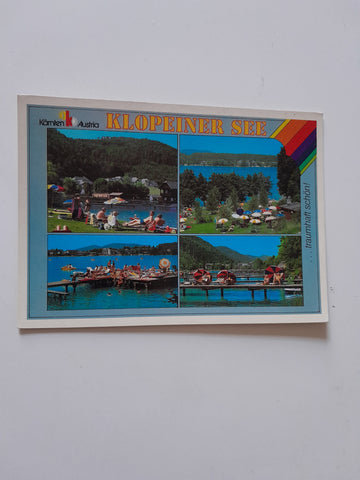 Kärnten Austria
KLOPEINER SEE
...traumhaft schön!